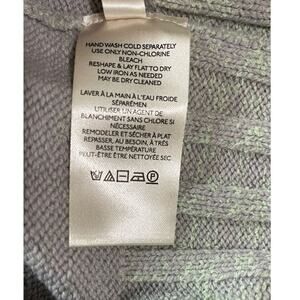 HAND WASH COLD SEPARATELY
USE ONLY NON-CHLORINE
BLEACH
RESHAPE & LAY FLAT TO DRY
LOW IRON AS NEEDED
MAY BE DRY CLEANED
LAVER À LA MAIN À L'EAU FROIDE
SÉPARÉMEN
UTILISER UN AGENT DE
BLANCHIMENT SANS CHLORE SI
NÉCESSAIRE
REMODELER ET SÉCHER À PLAT
REPASSER, AU BESOIN, À TRÈS
BASSE TEMPÉRATURE
PEUT-ÊTRE ÊTRE NETTOYÉE SEC
P